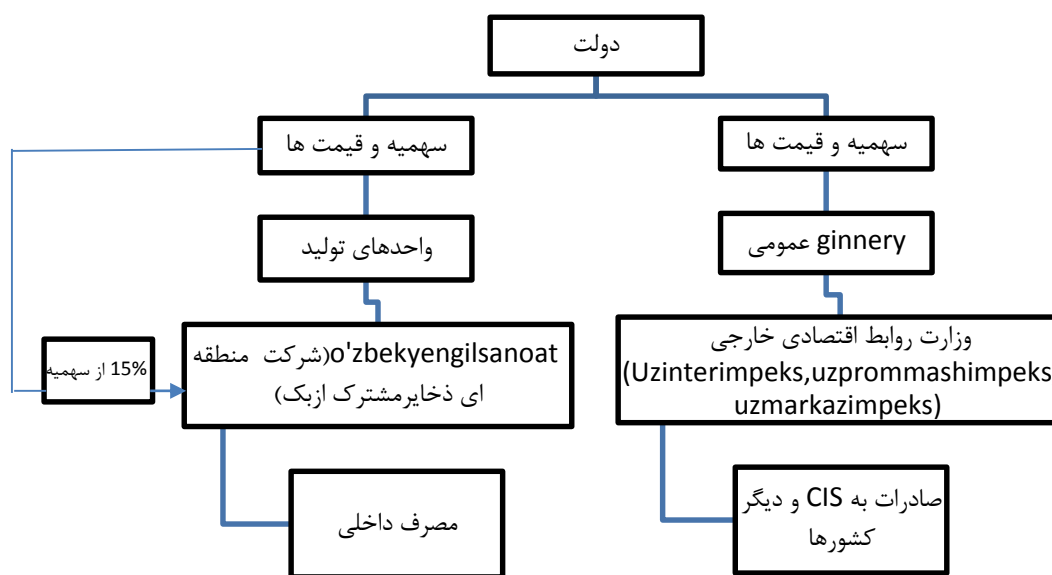 دولت
سهمیه و قیمت ها
سهمیه و قیمت ها
ginnery عمومی
واحدهای تولید
وزارت روابط اقتصادی خارجی
(Uzinterimpeks,uzprommashimpeks
uzmarkazimpeks)
o'zbekyengilsanoat(شرکت منطقه
ای ذخایرمشترک ازبک)
15% از سهمیه
صادرات به CIS و دیگر
کشورها
مصرف داخلی